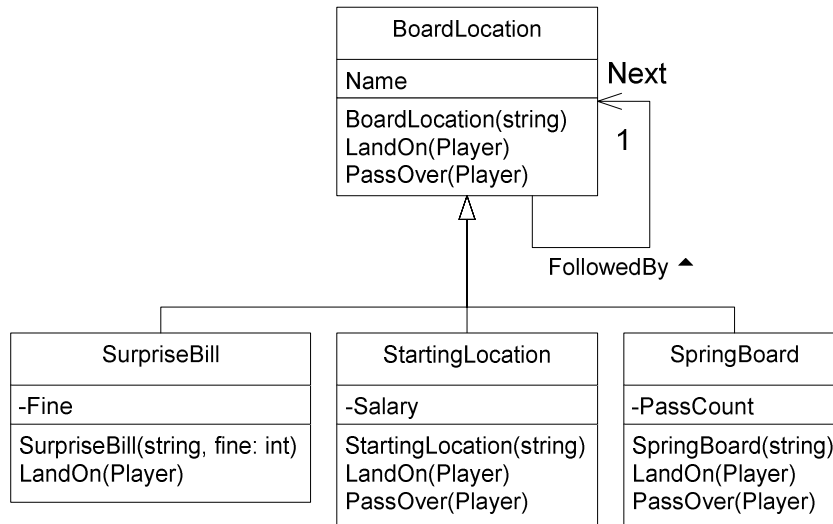 BoardLocation
Name
BoardLocation(string)
LandOn(Player)
PassOver(Player)
Next
1
FollowedBy
SurpriseBill
-Fine
SurpriseBill(string, fine: int)
LandOn(Player)
StartingLocation
-Salary
StartingLocation(string)
LandOn(Player)
PassOver(Player)
SpringBoard
-PassCount
SpringBoard(string)
LandOn(Player)
PassOver(Player)